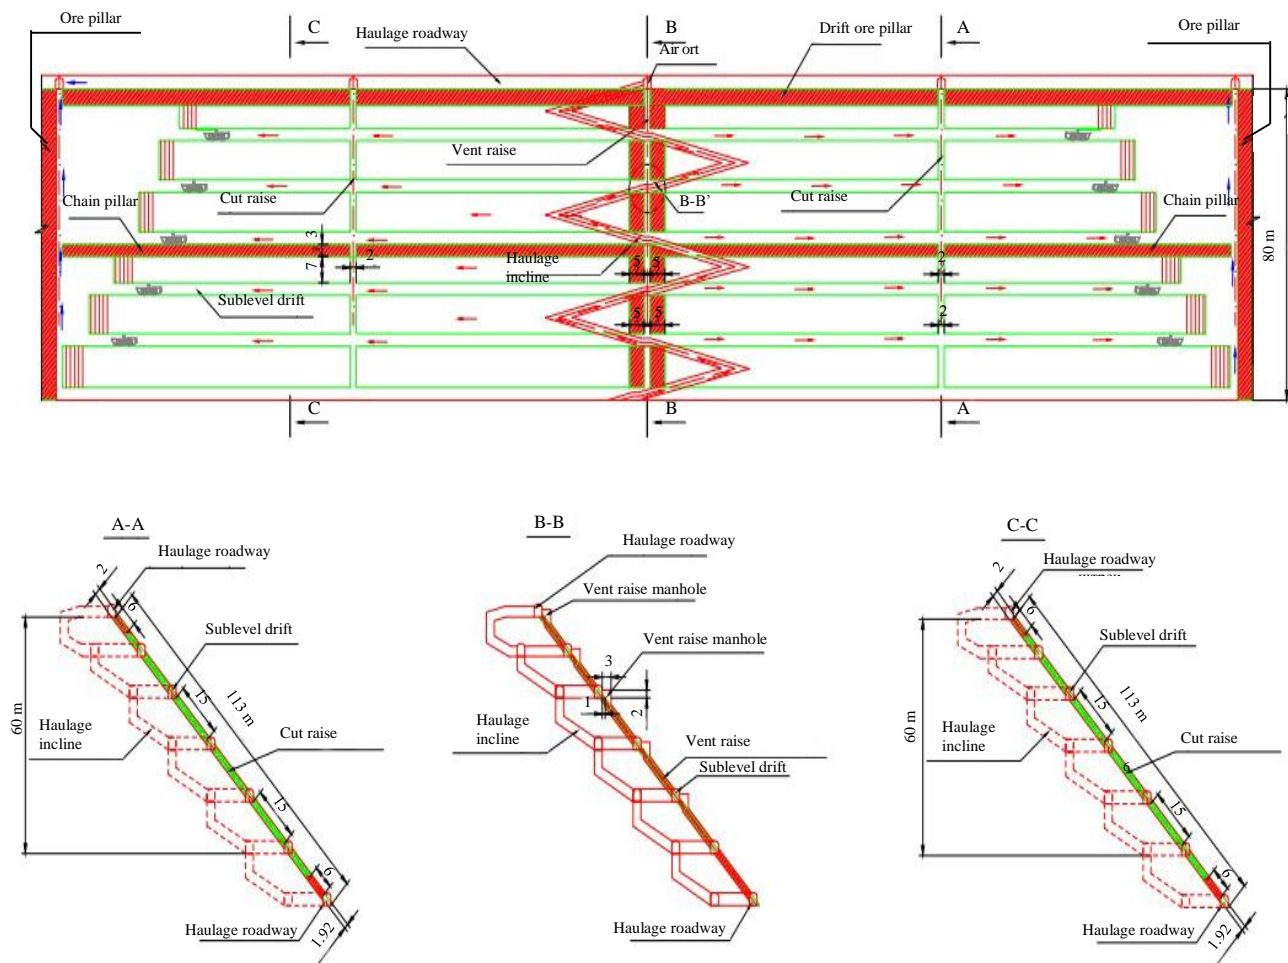 Ore pillar
C
Haulage roadway
B
Air ort
Drift ore pillar
A
Ore pillar
Vent raise
Cut raise
B-B’
Cut raise
Chain pillar
Chain pillar
3
7
2
Haulage
incline
5 5
2
80 m
Sublevel drift
5 5
2
C
B
A
A-A
Haulage roadway
2
6
Sublevel drift
15
113 m
60 m
Haulage
incline
Cut raise
15
6
Haulage roadway
1.92
B-B
Haulage roadway
Vent raise manhole
Vent raise manhole
3
1
2
Haulage
incline
Vent raise
Sublevel drift
Haulage roadway
C-C
Haulage roadway
2
6
Sublevel drift
15
113 m
60 m
Haulage
incline
Cut raise
6
15
6
Haulage roadway
1.92